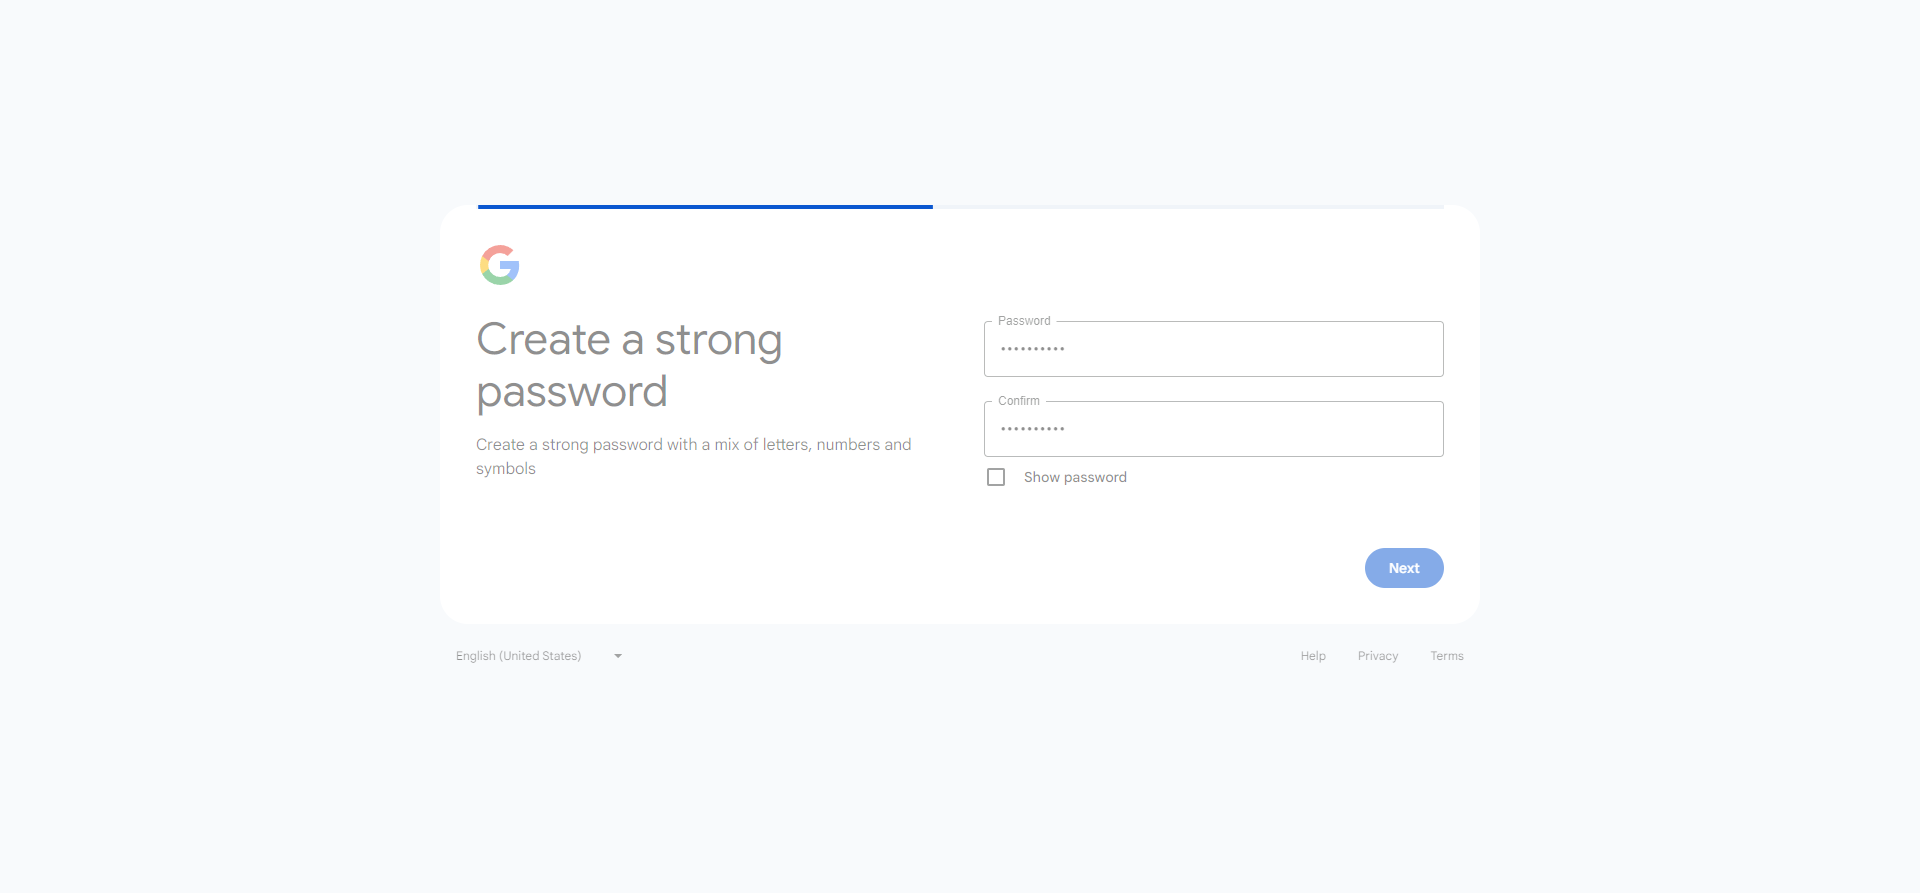 Create a strong
password
Create a strong password with a mix of letters, numbers and
symbols
Password
••••••••••
Confirm
••••••••••
Show password
Next
English (United States)
Help
Privacy
Terms